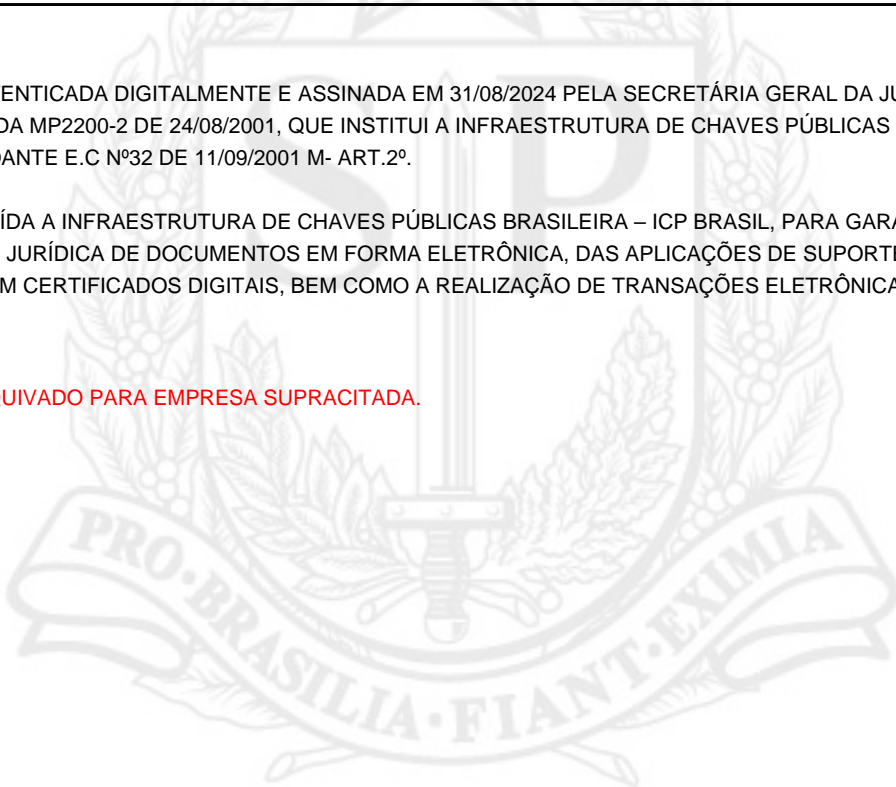 ENTICADA DIGITALMENTE E ASSINADA EM 31/08/2024 PELA SECRETÁRIA GERAL DA JU
DA MP2200-2 DE 24/08/2001, QUE INSTITUI A INFRAESTRUTURA DE CHAVES PÚBLICAS
DANTE E.C Nº32 DE 11/09/2001 M- ART.2º.
ÍDA A INFRAESTRUTURA DE CHAVES PÚBLICAS BRASILEIRA – ICP BRASIL, PARA GARA
JURÍDICA DE DOCUMENTOS EM FORMA ELETRÔNICA, DAS APLICAÇÕES DE SUPORTE
M CERTIFICADOS DIGITAIS, BEM COMO A REALIZAÇÃO DE TRANSAÇÕES ELETRÔNICA
UIVADO PARA EMPRESA SUPRACITADA.
SP
PRO·BRASILIA·FIANT·EXIMIA